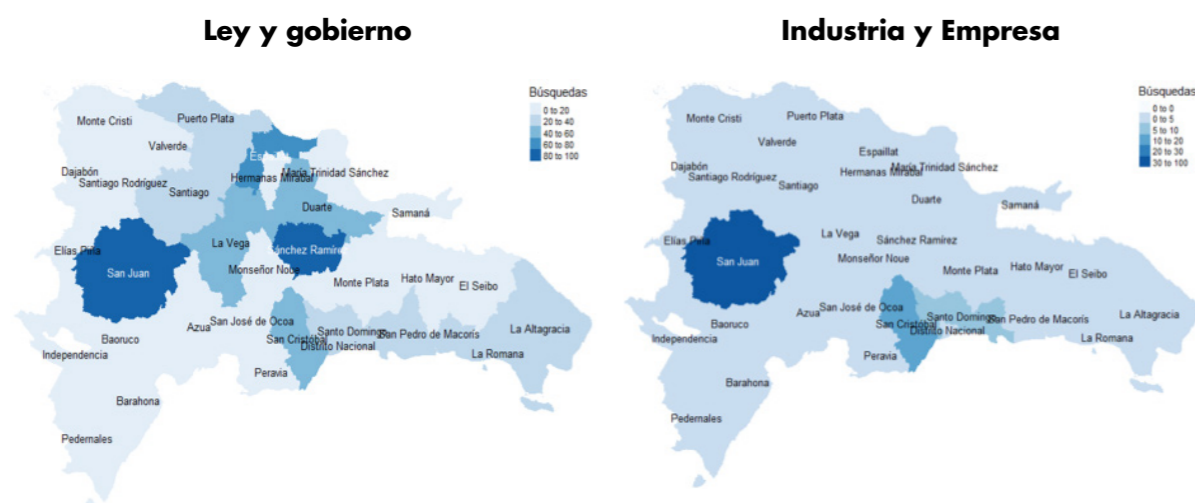 Ley y gobierno
Búsquedas
0 to 20
20 to 40
40 to 60
60 to 80
80 to 100
Monte Cristi
Puerto Plata
Valverde
María Trinidad Sánchez
Dajabón
Hermanas Mirabal
Santiago Rodríguez
Santiago
Duarte
Samaná
La Vega
Elías Piña
San Juan
Monseñor Noue
Monte Plata
Hato Mayor
El Seibo
Azua
San José de Ocoa
Santo Domingo
San Pedro de Macorís
La Altagracia
Baoruco
San Cristóbal
Distrito Nacional
Independencia
La Romana
Peravia
Barahona
Pedernales
Industria y Empresa
Búsquedas
0 to 0
0 to 5
5 to 10
10 to 20
20 to 30
30 to 100
Monte Cristi
Puerto Plata
Valverde
Espaillat
Dajabón
María Trinidad Sánchez
Hermanas Mirabal
Santiago Rodríguez
Santiago
Duarte
Samaná
La Vega
Sánchez Ramírez
Elías Piña
San Juan
Monseñor Noue
Monte Plata
Hato Mayor
El Seibo
Azua
San José de Ocoa
Santo Domingo
San Pedro de Macorís
La Altagracia
Baoruco
San Cristóbal
Distrito Nacional
Independencia
La Romana
Peravia
Barahona
Pedernales